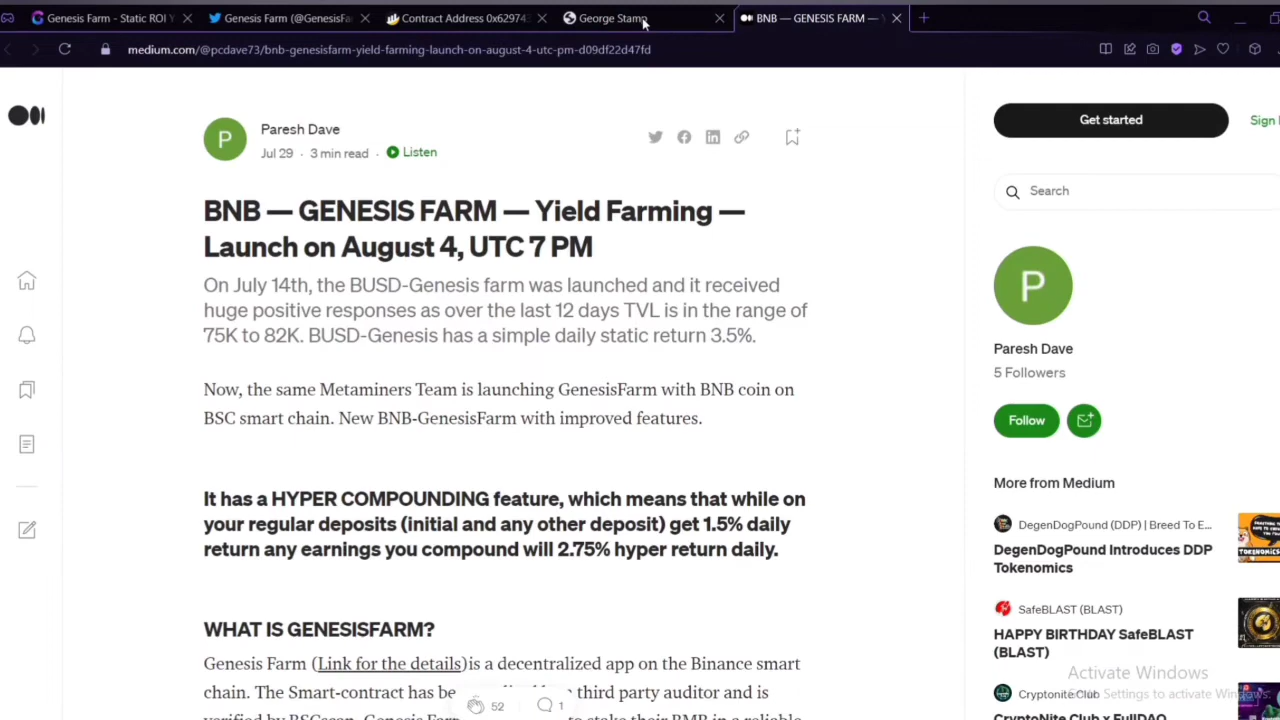 Genesis Farm - Static ROI Y
Genesis Farm (@GenesisFa
Contract Address 0x62974
George Stamp
BNB — GENESIS FARM —
medium.com/@pcdave73/bnb-genesisfarm-yield-farming-launch-on-august-4-utc-pm-d09df22d47fd
P
Paresh Dave
Jul 29 · 3 min read · Listen
BNB — GENESIS FARM — Yield Farming —
Launch on August 4, UTC 7 PM
On July 14th, the BUSD-Genesis farm was launched and it received
huge positive responses as over the last 12 days TVL is in the range of
75K to 82K. BUSD-Genesis has a simple daily static return 3.5%.
Now, the same Metaminers Team is launching GenesisFarm with BNB coin on
BSC smart chain. New BNB-GenesisFarm with improved features.
It has a HYPER COMPOUNDING feature, which means that while on
your regular deposits (initial and any other deposit) get 1.5% daily
return any earnings you compound will 2.75% hyper return daily.
WHAT IS GENESISFARM?
Genesis Farm (Link for the details)is a decentralized app on the Binance smart
chain. The Smart-contract has be third party auditor and is
52
1
Get started
Sign
Search
P
Paresh Dave
5 Followers
Follow
More from Medium
DegenDogPound (DDP) | Breed To E...
DegenDogPound Introduces DDP
Tokenomics
SafeBLAST (BLAST)
HAPPY BIRTHDAY SafeBLAST
(BLAST)
Activate Windows
Cryptonite Club
Settings to activate Windows.
CryptoNite Club x FullDAO